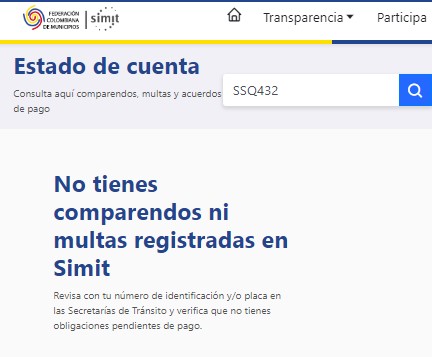 FEDERACIÓN
COLOMBIANA
DE MUNICIPIOS
simit
Transparencia
Participa
Estado de cuenta
Consulta aquí comparendos, multas y acuerdos
de pago
SSQ432
No tienes
comparendos ni
multas registradas en
Simit
Revisa con tu número de identificación y/o placa en
las Secretarías de Tránsito y verifica que no tienes
obligaciones pendientes de pago.